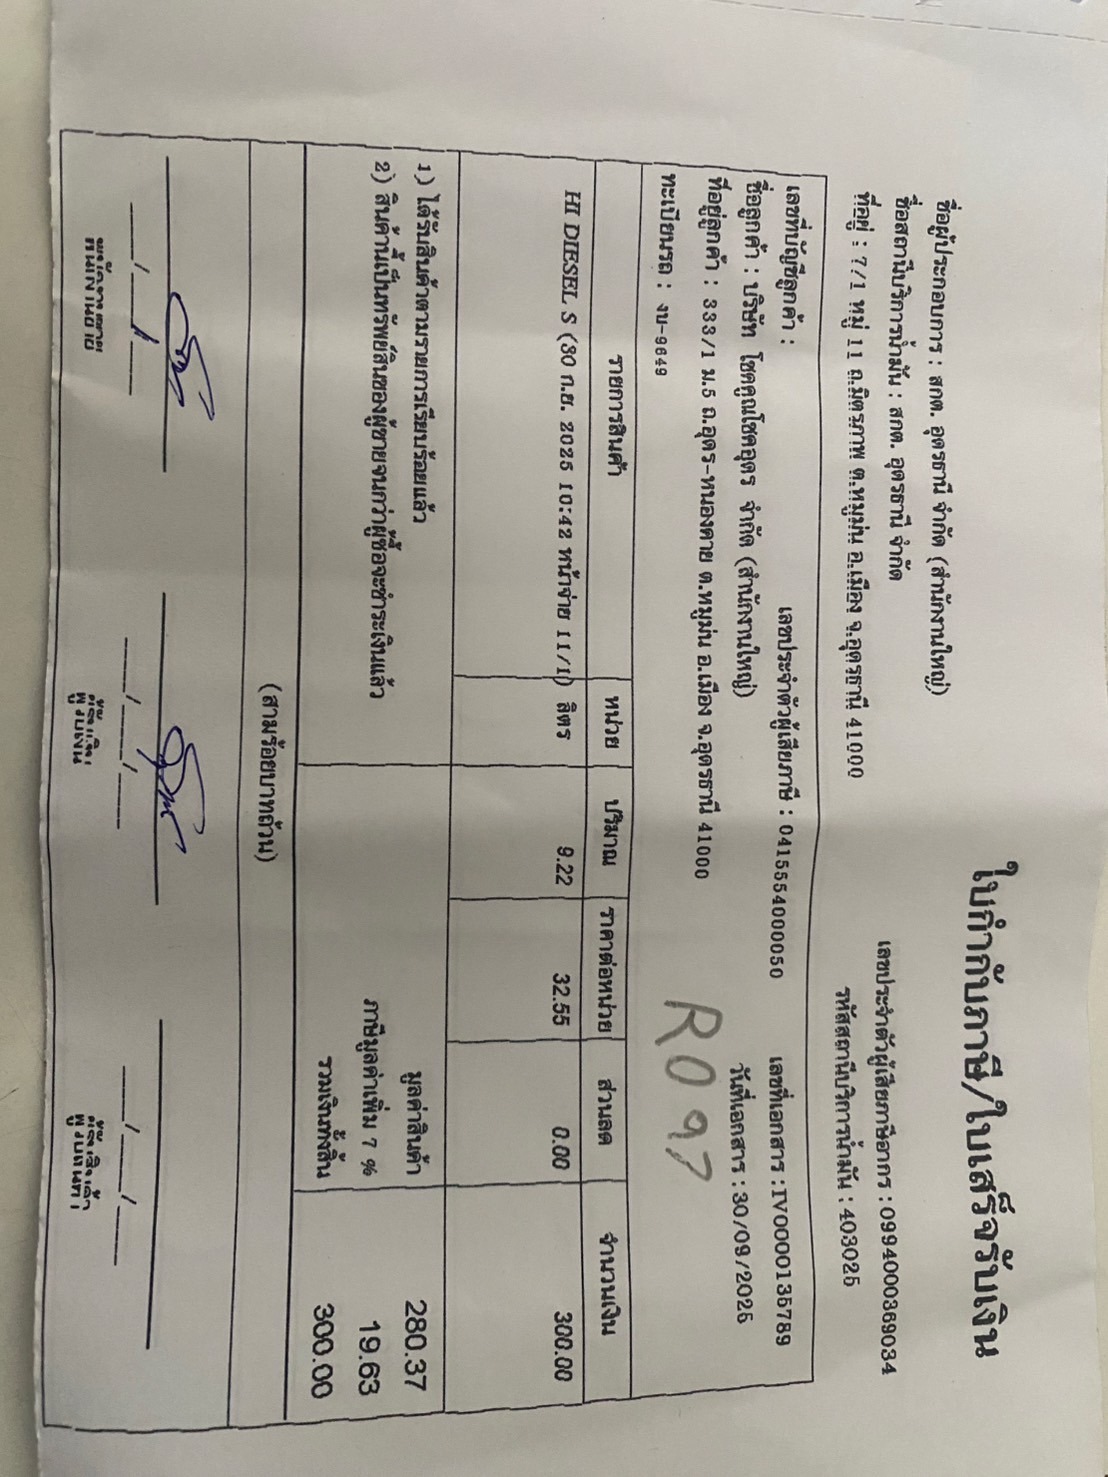 ใบกำกับภาษี/ใบเสร็จรับเงิน
ชื่อผู้ประกอบการ : สกต. อุดรธานี จำกัด (สำนักงานใหญ่) เลขประจำตัวผู้เสียภาษีอากร : 0994000369034
ชื่อสถานีบริการน้ำมัน : สกต. อุดรธานี จำกัด รหัสสถานีบริการน้ำมัน : 403025
ที่อยู่ : 7/1 หมู่ 11 ถ.มิตรภาพ ต.หมูม่น อ.เมือง จ.อุดรธานี 41000
เลขที่บัญชีลูกค้า : เลขประจำตัวผู้เสียภาษี : 0415554000050 เลขที่เอกสาร : IV0000135789
ชื่อลูกค้า : บริษัท โชคคูณโชคอุดร จำกัด (สำนักงานใหญ่) วันที่เอกสาร : 30/09/2025
ที่อยู่ลูกค้า : 333/1 ม.5 ถ.อุดร-หนองคาย ต.หมูม่น อ.เมือง จ.อุดรธานี 41000
ทะเบียนรถ : งบ-9649
R097
รายการสินค้า หน่วย ปริมาณ ราคาต่อหน่วย ส่วนลด จำนวนเงิน
HI DIESEL S (30 ก.ย. 2025 10:42 หน้าจ่าย 11/1) ลิตร 9.22 32.55 0.00 300.00
1) ได้รับสินค้าตามรายการเรียบร้อยแล้ว มูลค่าสินค้า 280.37
2) สินค้านี้เป็นทรัพย์สินของผู้ขายจนกว่าผู้ซื้อจะชำระเงินแล้ว ภาษีมูลค่าเพิ่ม 7 % 19.63
รวมเงินทั้งสิ้น 300.00
(สามร้อยบาทถ้วน)
___/___/___ ___/___/___ ___/___/___
พนักงานขาย ผู้รับเงิน ผู้รับสินค้า